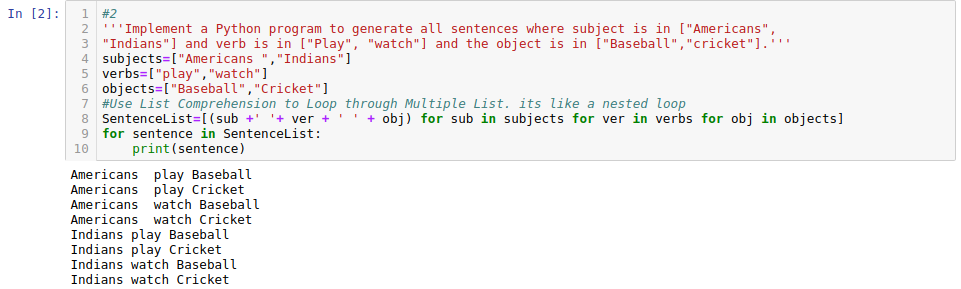 In [2]:
1 #2
2 '''Implement a Python program to generate all sentences where subject is in ["Americans",
3 "Indians"] and verb is in ["Play", "watch"] and the object is in ["Baseball","cricket"].'''
4 subjects=["Americans ","Indians"]
5 verbs=["play","watch"]
6 objects=["Baseball","Cricket"]
7 #Use List Comprehension to Loop through Multiple List. its like a nested loop
8 SentenceList=[(sub +' '+ ver + ' ' + obj) for sub in subjects for ver in verbs for obj in objects]
9 for sentence in SentenceList:
10     print(sentence)
Americans  play Baseball
Americans  play Cricket
Americans  watch Baseball
Americans  watch Cricket
Indians play Baseball
Indians play Cricket
Indians watch Baseball
Indians watch Cricket